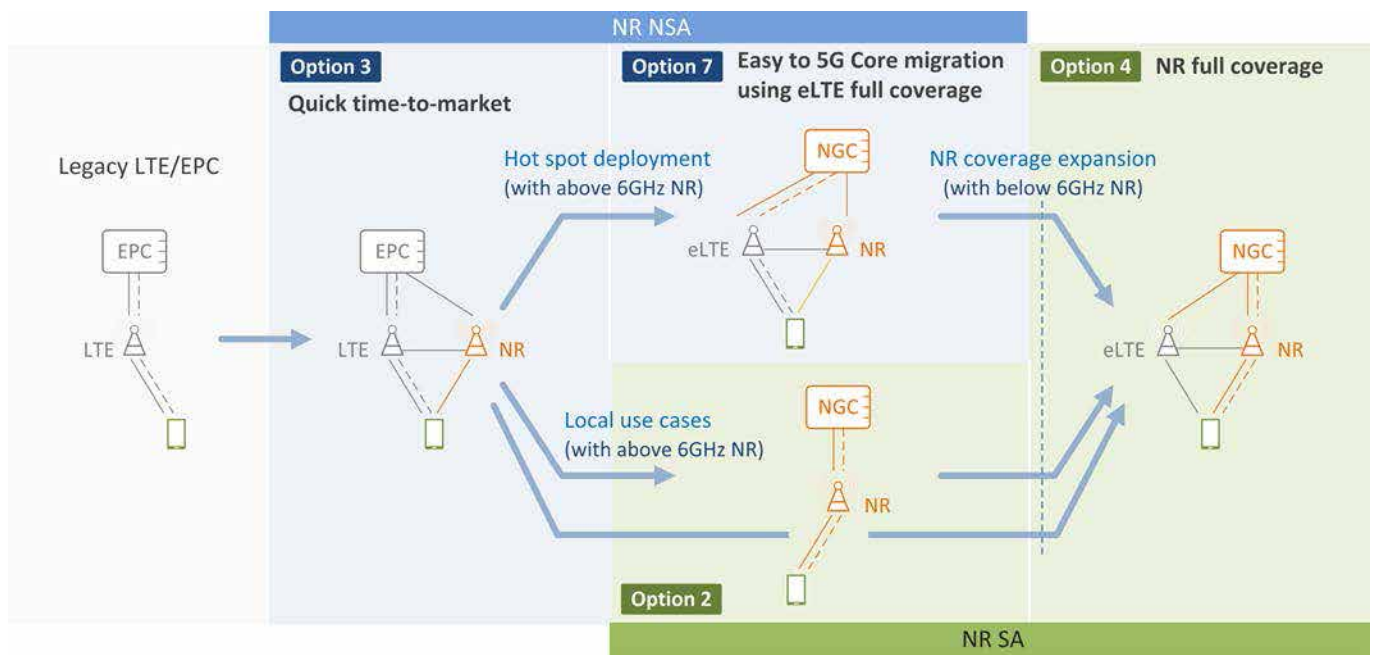 NR NSA
Option 3
Quick time-to-market
Option 7
Easy to 5G Core migration
using eLTE full coverage
Option 4
NR full coverage
Legacy LTE/EPC
EPC
LTE
EPC
LTE
NR
Hot spot deployment
(with above 6GHz NR)
NGC
eLTE
NR
NR coverage expansion
(with below 6GHz NR)
Local use cases
(with above 6GHz NR)
NGC
NR
Option 2
NGC
eLTE
NR
NR SA